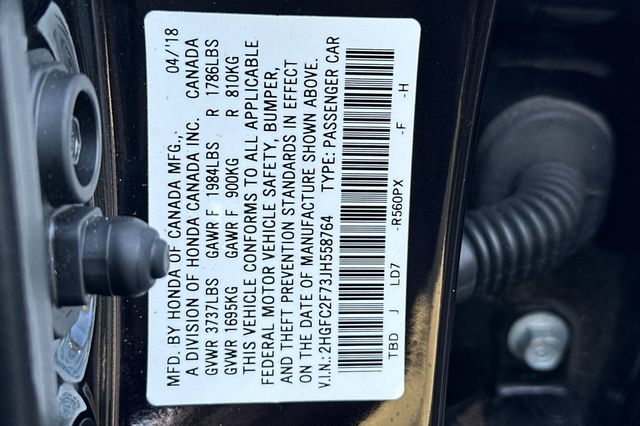 MFD. BY HONDA OF CANADA MFG., 04/'18
A DIVISION OF HONDA CANADA INC. CANADA
GVWR 3737LBS GAWR F 1984LBS R 1786LBS
GVWR 1695KG GAWR F 900KG R 810KG
THIS VEHICLE CONFORMS TO ALL APPLICABLE
FEDERAL MOTOR VEHICLE SAFETY, BUMPER,
AND THEFT PREVENTION STANDARDS IN EFFECT
ON THE DATE OF MANUFACTURE SHOWN ABOVE.
V.I.N.: 2HGFC2F73JH558764 TYPE: PASSENGER CAR
TBD J LD7 -R560PX -F -H